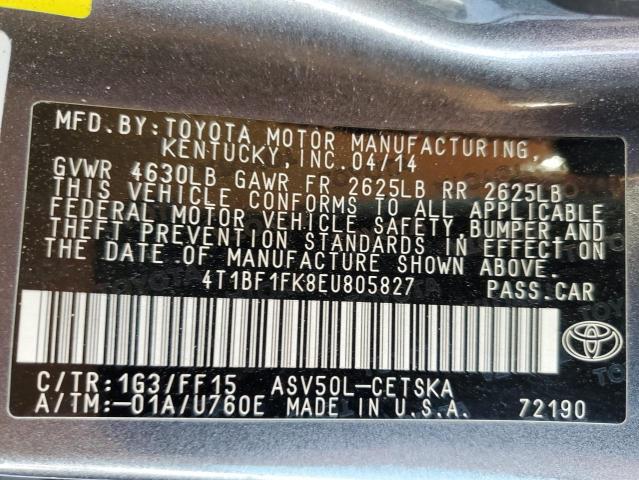 MFD.BY:TOYOTA MOTOR MANUFACTURING,
KENTUCKY, INC.04/14
GVWR 4630LB GAWR FR 2625LB RR 2625LB
THIS VEHICLE CONFORMS TO ALL APPLICABLE
FEDERAL MOTOR VEHICLE SAFETY,BUMPER,AND
THEFT PREVENTION STANDARDS IN EFFECT ON
THE DATE OF MANUFACTURE SHOWN ABOVE.
4T1BF1FK8EU805827 PASS.CAR
C/TR:1G3/FF15 ASV50L-CETSKA
A/TM:-01A/U760E MADE IN U.S.A. 72190